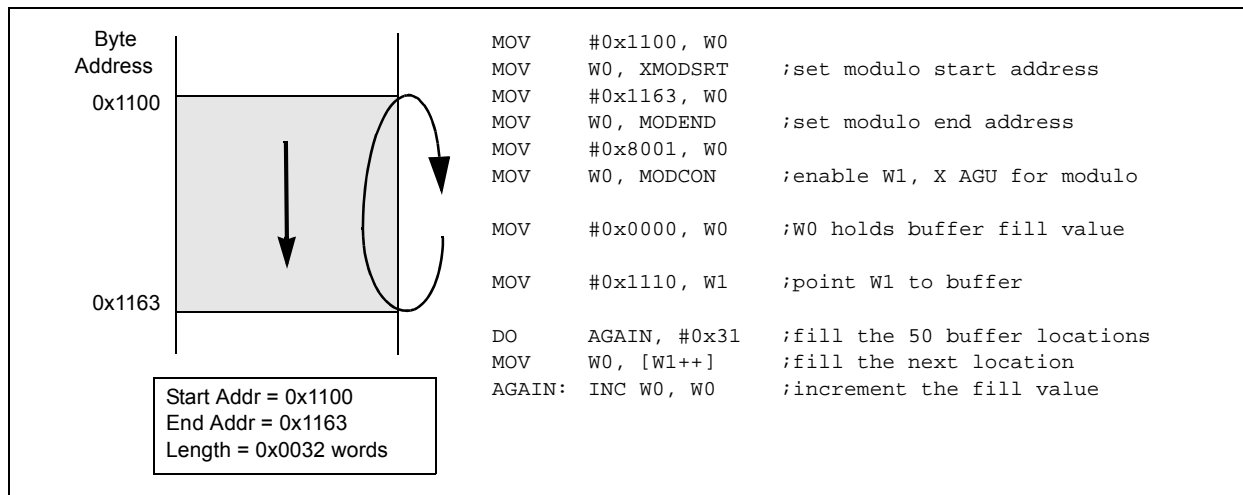 Byte
Address
0x1100
0x1163
Start Addr = 0x1100
End Addr = 0x1163
Length = 0x0032 words
MOV #0x1100, W0
MOV W0, XMODSRT ;set modulo start address
MOV #0x1163, W0
MOV W0, MODEND ;set modulo end address
MOV #0x8001, W0
MOV W0, MODCON ;enable W1, X AGU for modulo
MOV #0x0000, W0 ;W0 holds buffer fill value
MOV #0x1110, W1 ;point W1 to buffer
DO AGAIN, #0x31 ;fill the 50 buffer locations
MOV W0, [W1++] ;fill the next location
AGAIN: INC W0, W0 ;increment the fill value